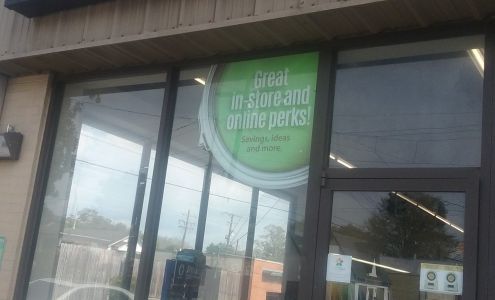 Great
in-store and
online perks!
Savings, ideas
and more.